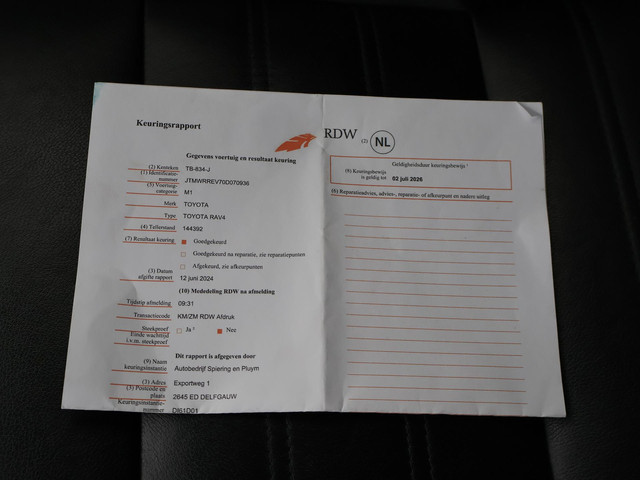 Keuringsrapport
Gegevens voertuig en resultaat keuring
(2) Kenteken TB-834-J
(1) Identificatie-
nummer JTMWRREV70D070936
(5) Voertuig-
categorie M1
Merk TOYOTA
Type TOYOTA RAV4
(4) Tellerstand 144392
(7) Resultaat keuring Goedgekeurd
Goedgekeurd na reparatie, zie reparatiepunten
Afgekeurd, zie afkeurpunten
(3) Datum
afgifte rapport 12 juni 2024
(10) Mededeling RDW na afmelding
Tijdstip afmelding 09:31
Transactiecode KM/ZM RDW Afdruk
Steekproef Ja ² Nee
Einde wachttijd
i.v.m. steekproef
Dit rapport is afgegeven door
(9) Naam
keuringsinstantie Autobedrijf Spiering en Pluym
(3) Adres Exportweg 1
(3) Postcode en
plaats 2645 ED DELFGAUW
Keuringsinstantie-
nummer DI61D01
RDW (2) NL
Geldigheidsduur keuringsbewijs ¹
(8) Keuringsbewijs
is geldig tot 02 juli 2026
(6) Reparatieadvies, advies-, reparatie- of afkeurpunt en nadere uitleg